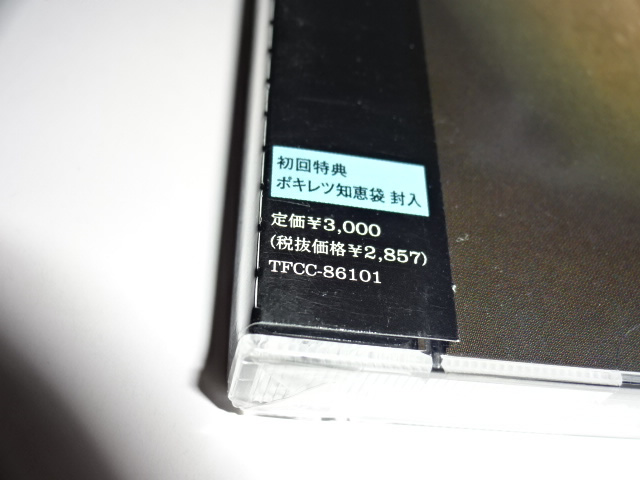 初回特典
ポキレツ知恵袋 封入
定価¥3,000
(税抜価格¥2,857)
TFCC-86101